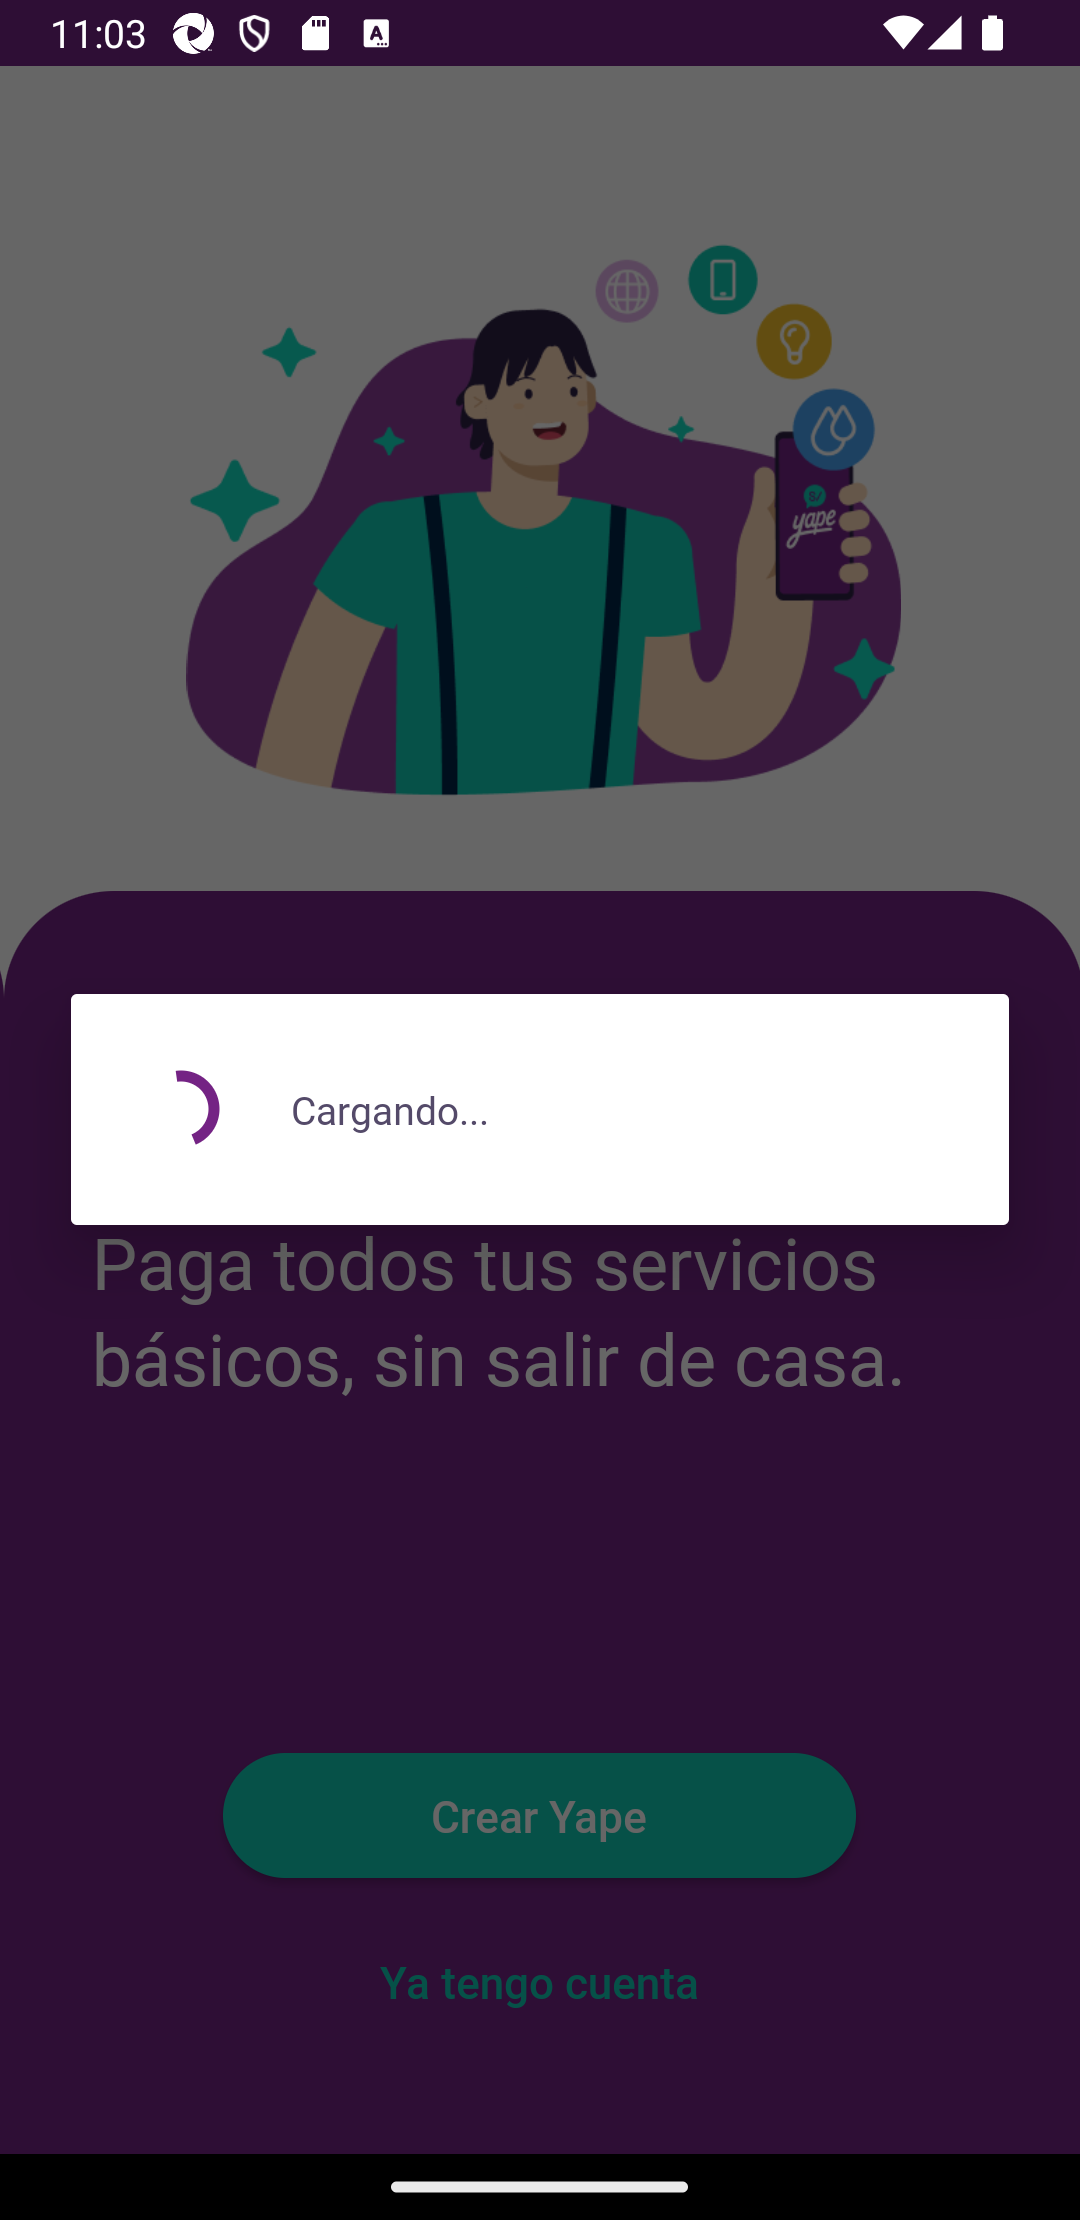 11:03
S/
yape
Cargando...
Paga todos tus servicios
básicos, sin salir de casa.
Crear Yape
Ya tengo cuenta